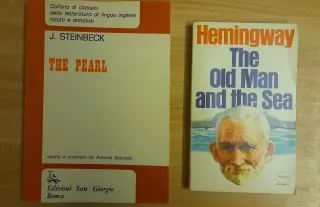 Collana di classici
della letteratura di lingua inglese
ridotti e annotati
J. STEINBECK
THE PEARL
Edizioni San Giorgio
Roma
Hemingway
The
Old Man
and the Sea